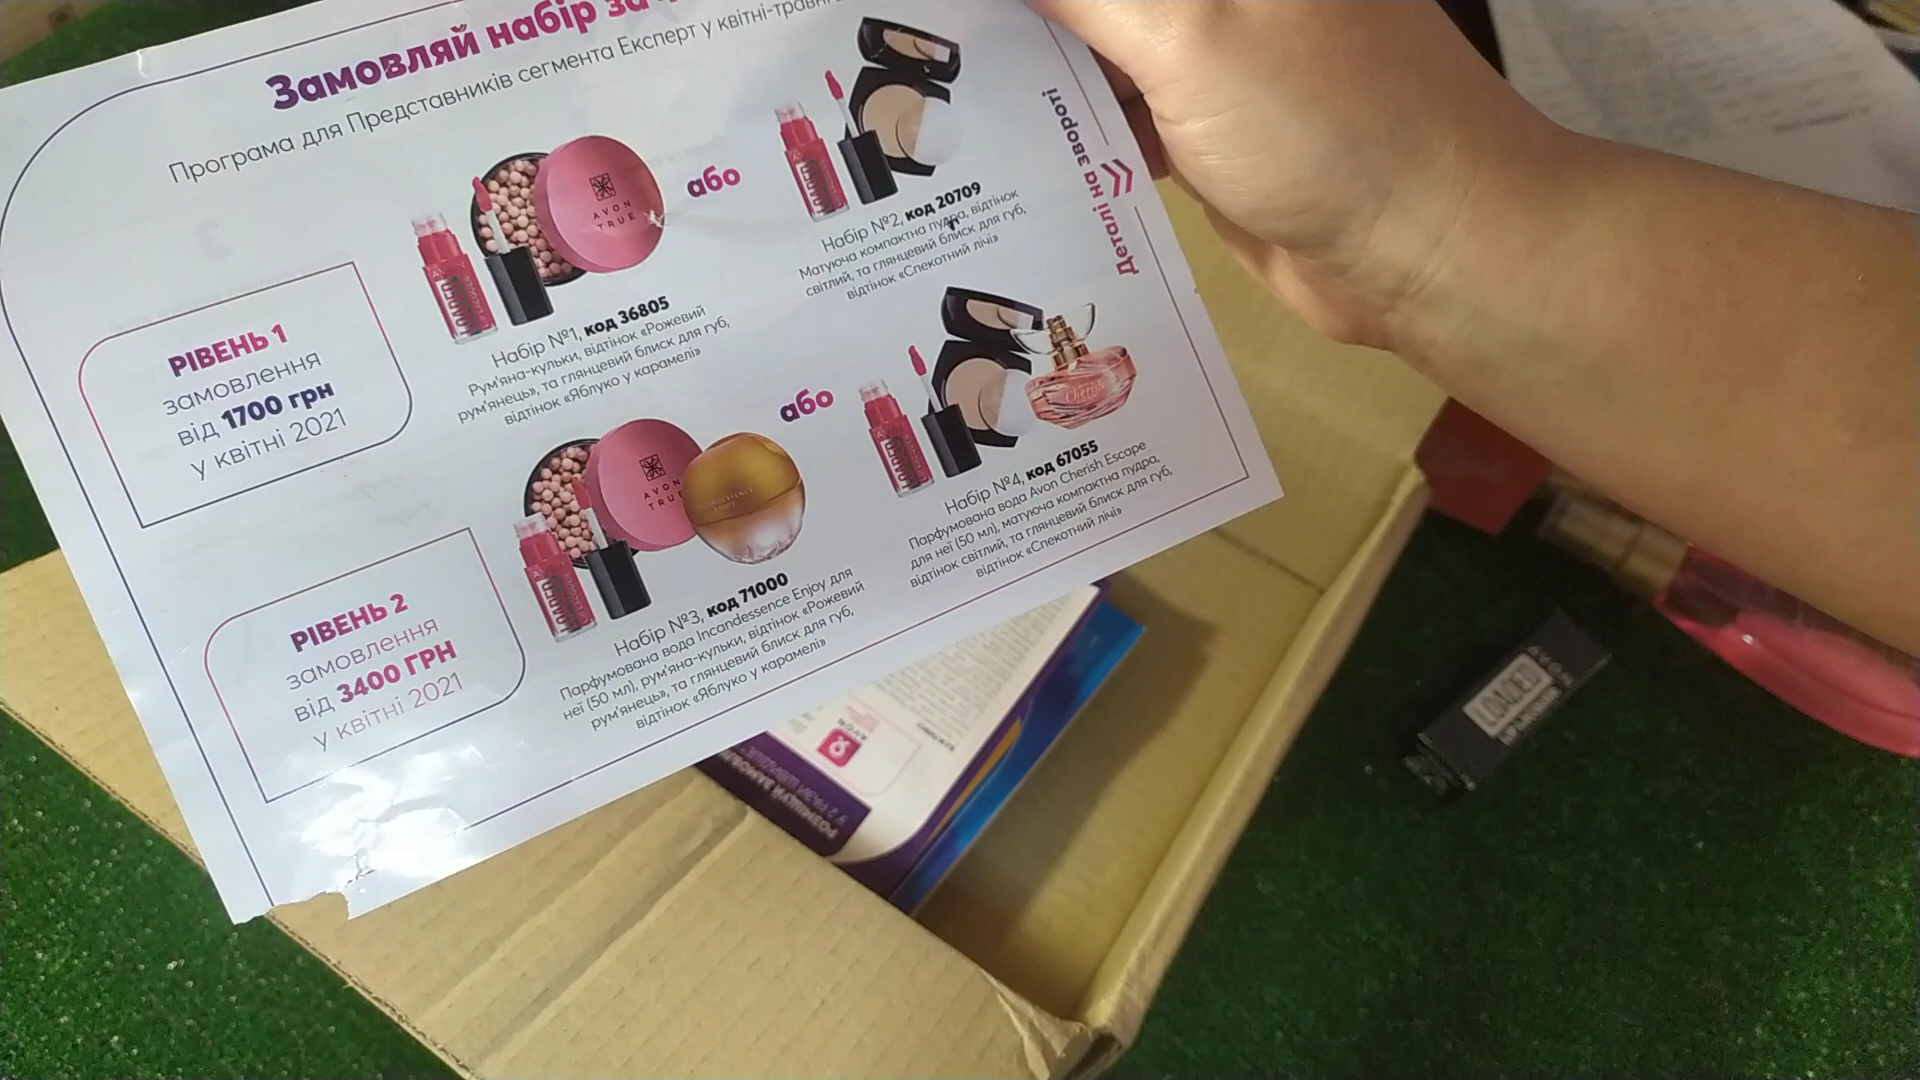 Замовляй набір за
Програма для Представників сегмента Експерт у квітні-травні
РІВЕНЬ 1
замовлення
від 1700 грн
у квітні 2021
AVON
TRUE
Набір №1, код 36805
Рум'яна-кульки, відтінок «Рожевий
рум'янець», та глянцевий блиск для губ,
відтінок «Яблуко у карамелі»
або
Набір №2, код 20709
Матуюча компактна пудра, відтінок
світлий, та глянцевий блиск для губ,
відтінок «Спекотний лічі»
Деталі на звороті
РІВЕНЬ 2
замовлення
від 3400 ГРН
у квітні 2021
AVON
TRUE
Набір №3, код 71000
Парфумована вода Incandessence Enjoy для
неї (50 мл), рум'яна-кульки, відтінок «Рожевий
рум'янець», та глянцевий блиск для губ,
відтінок «Яблуко у карамелі»
або
Cherish
Набір №4, код 67055
Парфумована вода Avon Cherish Escape
для неї (50 мл), матуюча компактна пудра,
відтінок світлий, та глянцевий блиск для губ,
відтінок «Спекотний лічі»
AVON
LOADED